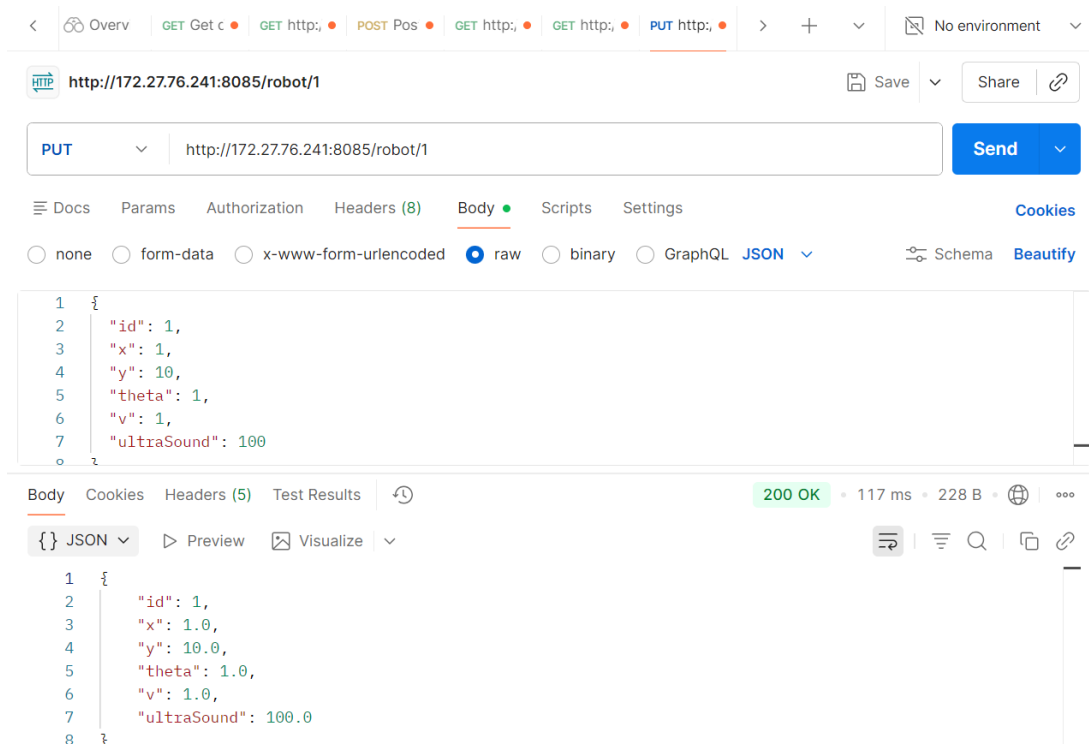 Overv GET Get c GET http:, POST Pos GET http:, GET http:, PUT http:, No environment
HTTP http://172.27.76.241:8085/robot/1 Save Share
PUT http://172.27.76.241:8085/robot/1 Send
Docs Params Authorization Headers (8) Body Scripts Settings Cookies
none form-data x-www-form-urlencoded raw binary GraphQL JSON Schema Beautify
1 {
2 "id": 1,
3 "x": 1,
4 "y": 10,
5 "theta": 1,
6 "v": 1,
7 "ultraSound": 100
8 }
Body Cookies Headers (5) Test Results 200 OK • 117 ms • 228 B •
{} JSON Preview Visualize
1 {
2 "id": 1,
3 "x": 1.0,
4 "y": 10.0,
5 "theta": 1.0,
6 "v": 1.0,
7 "ultraSound": 100.0
8 }